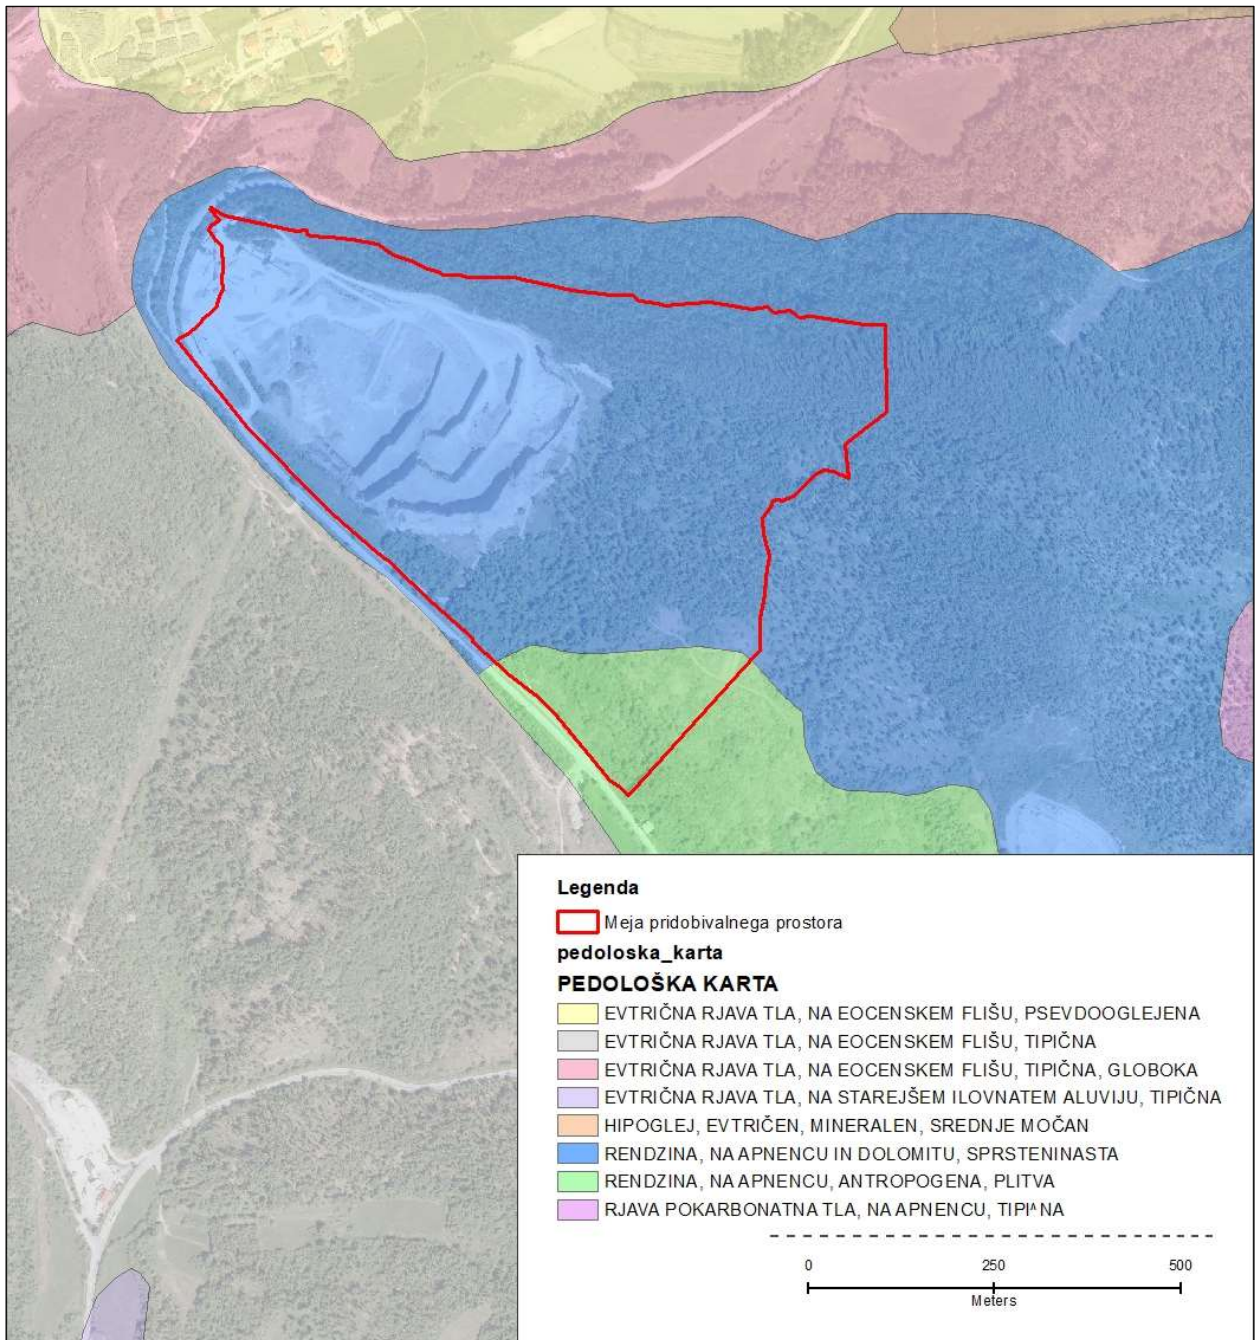 Legenda
Meja pridobivalnega prostora
pedoloska_karta
PEDOLOŠKA KARTA
EVTRIČNA RJAVA TLA, NA EOCENSKEM FLIŠU, PSEVDOOGLEJENA
EVTRIČNA RJAVA TLA, NA EOCENSKEM FLIŠU, TIPIČNA
EVTRIČNA RJAVA TLA, NA EOCENSKEM FLIŠU, TIPIČNA, GLOBOKA
EVTRIČNA RJAVA TLA, NA STAREJŠEM ILOVNATEM ALUVIJU, TIPIČNA
HIPOGLEJ, EVTRIČEN, MINERALEN, SREDNJE MOČAN
RENDZINA, NA APNENCU IN DOLOMITU, SPRSTENINASTA
RENDZINA, NA APNENCU, ANTROPOGENA, PLITVA
RJAVA POKARBONATNA TLA, NA APNENCU, TIPI^NA
0 250 500
Meters